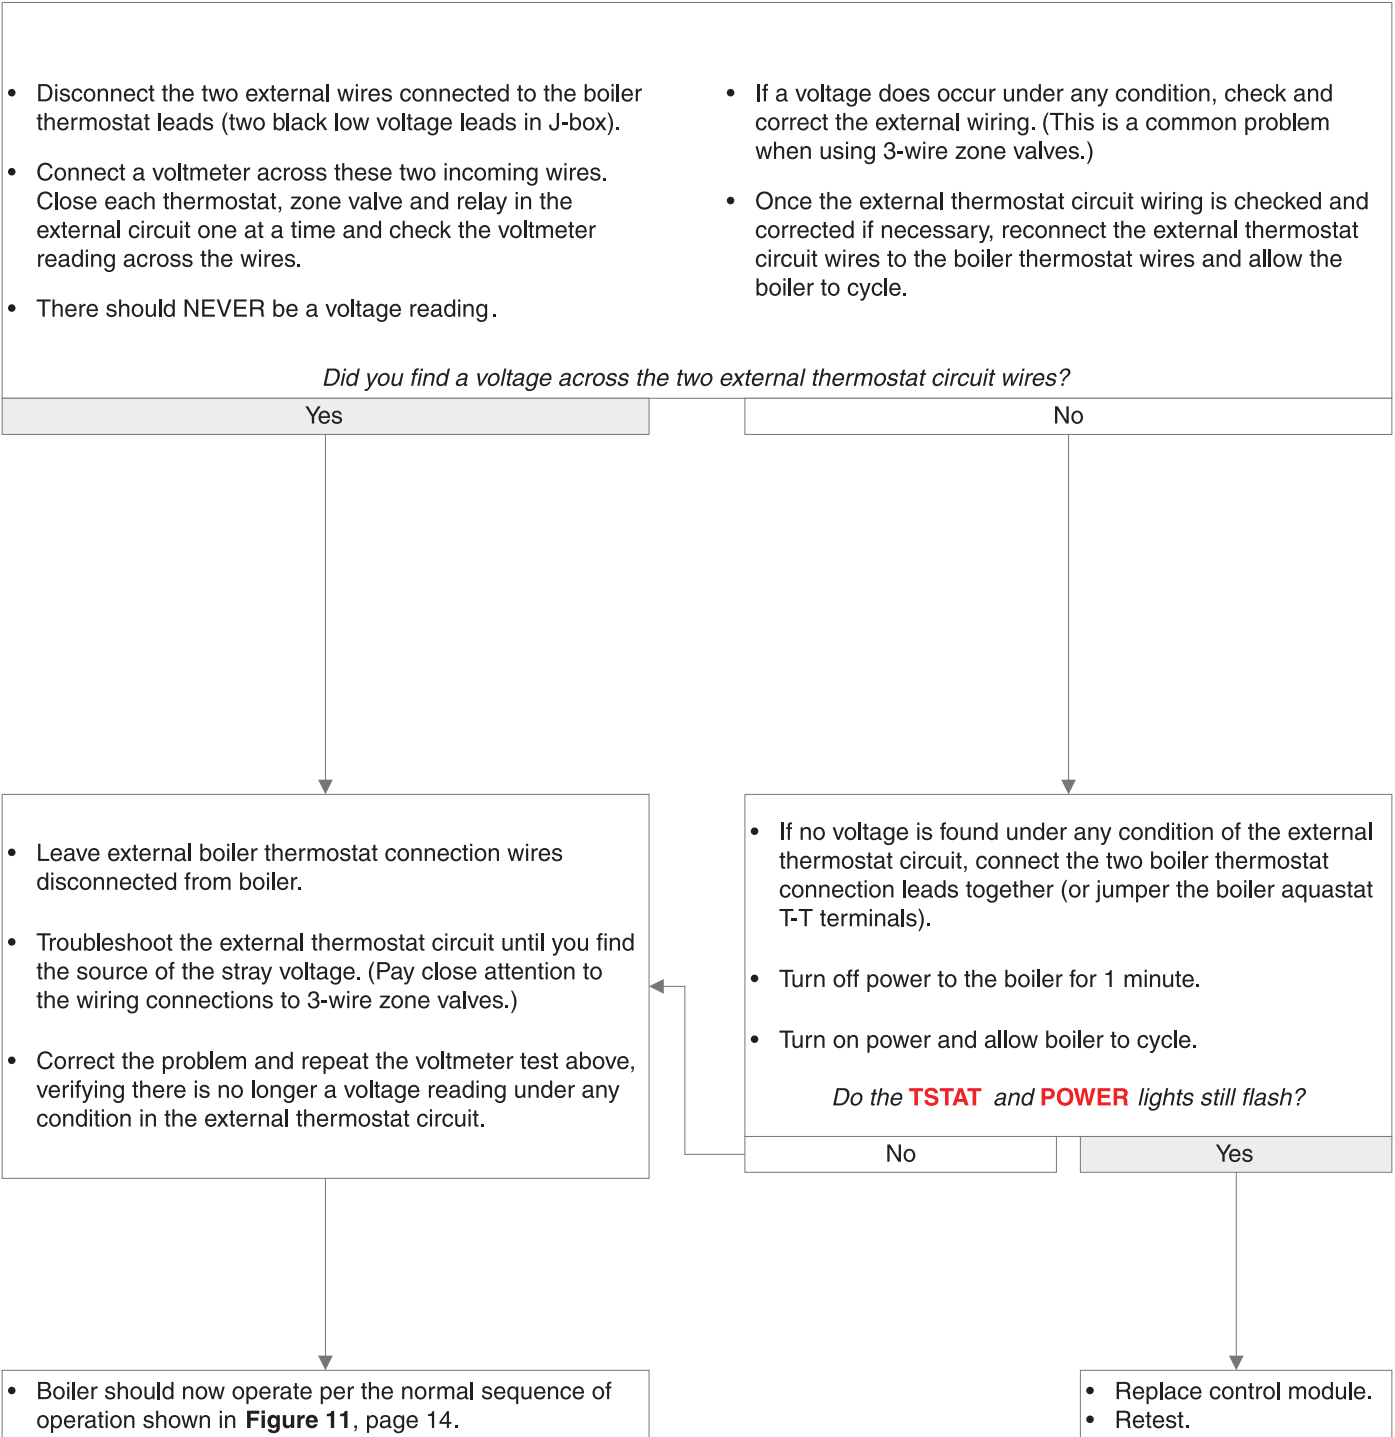 • Disconnect the two external wires connected to the boiler
thermostat leads (two black low voltage leads in J-box).
• Connect a voltmeter across these two incoming wires.
Close each thermostat, zone valve and relay in the
external circuit one at a time and check the voltmeter
reading across the wires.
• There should NEVER be a voltage reading.
• If a voltage does occur under any condition, check and
correct the external wiring. (This is a common problem
when using 3-wire zone valves.)
• Once the external thermostat circuit wiring is checked and
corrected if necessary, reconnect the external thermostat
circuit wires to the boiler thermostat wires and allow the
boiler to cycle.
Did you find a voltage across the two external thermostat circuit wires?
Yes
No
• Leave external boiler thermostat connection wires
disconnected from boiler.
• Troubleshoot the external thermostat circuit until you find
the source of the stray voltage. (Pay close attention to
the wiring connections to 3-wire zone valves.)
• Correct the problem and repeat the voltmeter test above,
verifying there is no longer a voltage reading under any
condition in the external thermostat circuit.
• If no voltage is found under any condition of the external
thermostat circuit, connect the two boiler thermostat
connection leads together (or jumper the boiler aquastat
T-T terminals).
• Turn off power to the boiler for 1 minute.
• Turn on power and allow boiler to cycle.
Do the TSTAT and POWER lights still flash?
No
Yes
• Boiler should now operate per the normal sequence of
operation shown in Figure 11, page 14.
• Replace control module.
• Retest.